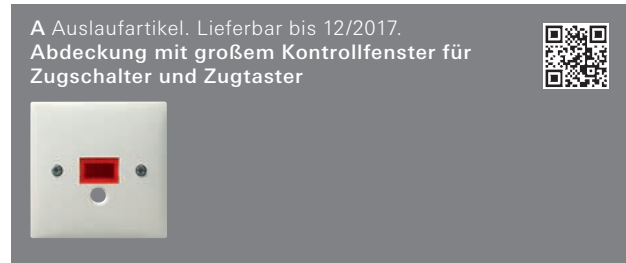 A Auslaufartikel. Lieferbar bis 12/2017.
Abdeckung mit großem Kontrollfenster für
Zugschalter und Zugtaster